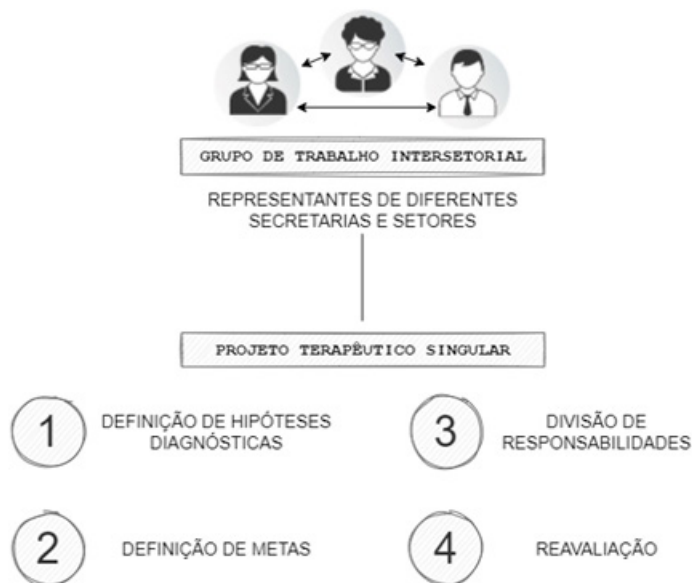 GRUPO DE TRABALHO INTERSETORIAL
REPRESENTANTES DE DIFERENTES
SECRETARIAS E SETORES
PROJETO TERAPÊUTICO SINGULAR
1
DEFINIÇÃO DE HIPÓTESES
DIAGNÓSTICAS
2
DEFINIÇÃO DE METAS
3
DIVISÃO DE
RESPONSABILIDADES
4
REAVALIAÇÃO